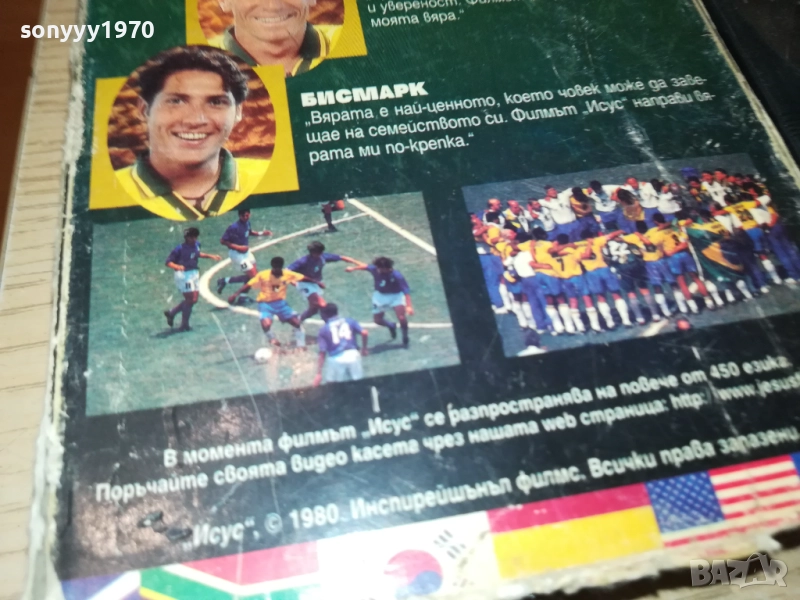 sonyyy1970
и увереност. Филмът
моята вяра."
БИСМАРК
„Вярата е най-ценното, което човек може да заве-
щае на семейството си. Филмът „Исус" направи вя-
рата ми по-крепка."
14
В момента филмът „Исус" се разпространява на повече от 450 езика.
Поръчайте своята видео касета чрез нашата web страница: http://www.jesus
„Исус", © 1980. Инспирейшънъл филмс. Всички права запазени.
BAZAR